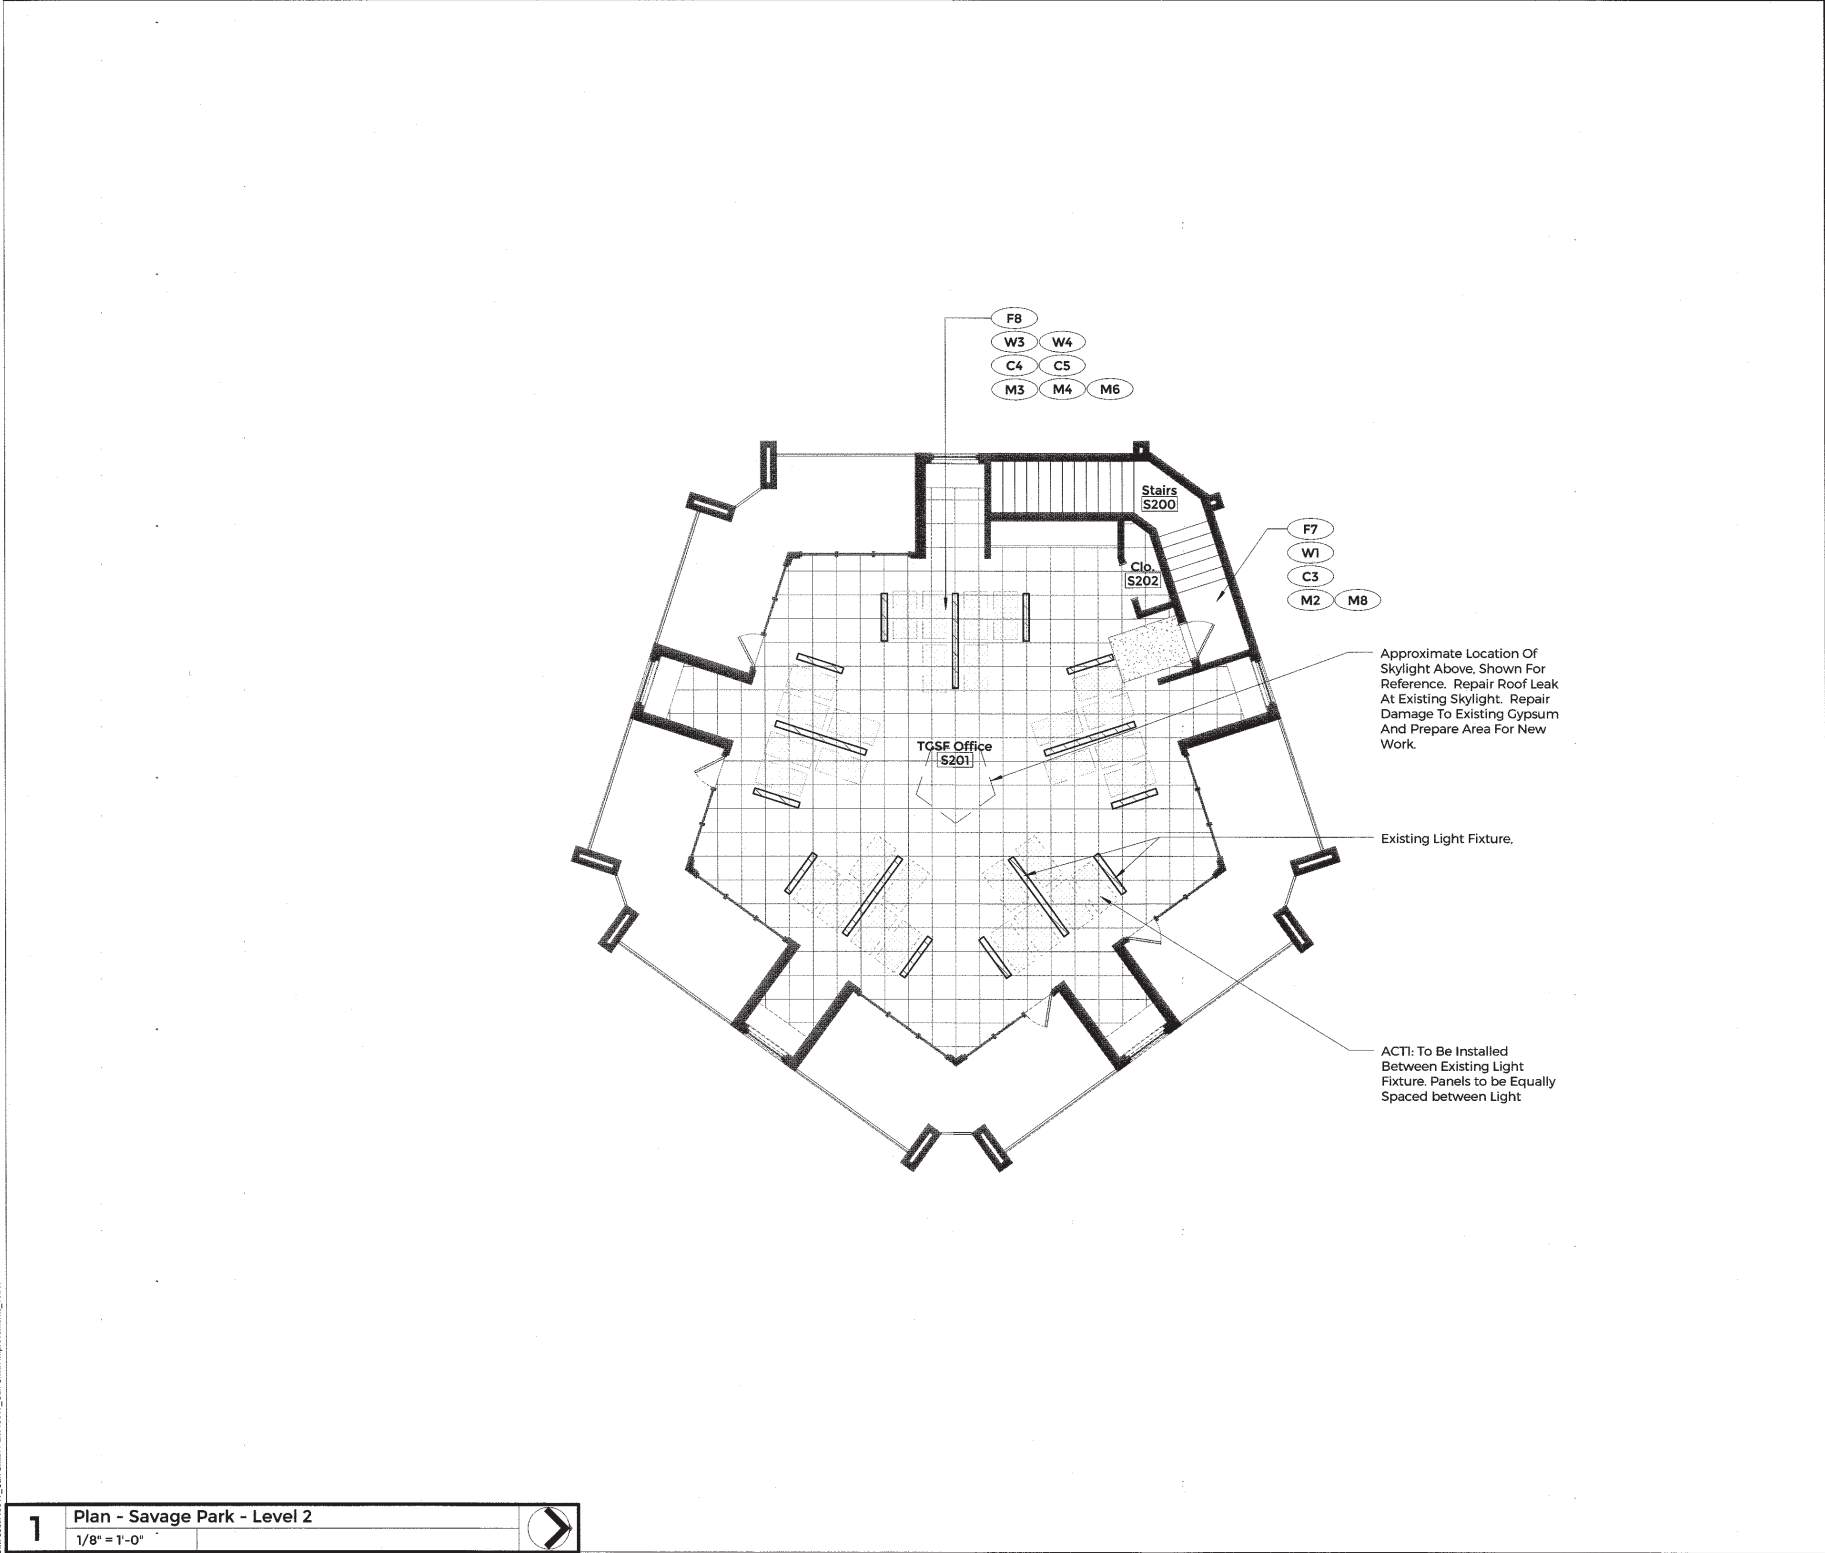 F8
W3 W4
C4 C5
M3 M4 M6
Stairs
S200
F7
W1
C3
M2 M8
Clo.
S202
Approximate Location Of
Skylight Above, Shown For
Reference. Repair Roof Leak
At Existing Skylight. Repair
Damage To Existing Gypsum
And Prepare Area For New
Work.
TGSF Office
S201
Existing Light Fixture,
ACT1: To Be Installed
Between Existing Light
Fixture. Panels to be Equally
Spaced between Light
1
Plan - Savage Park - Level 2
1/8" = 1'-0"